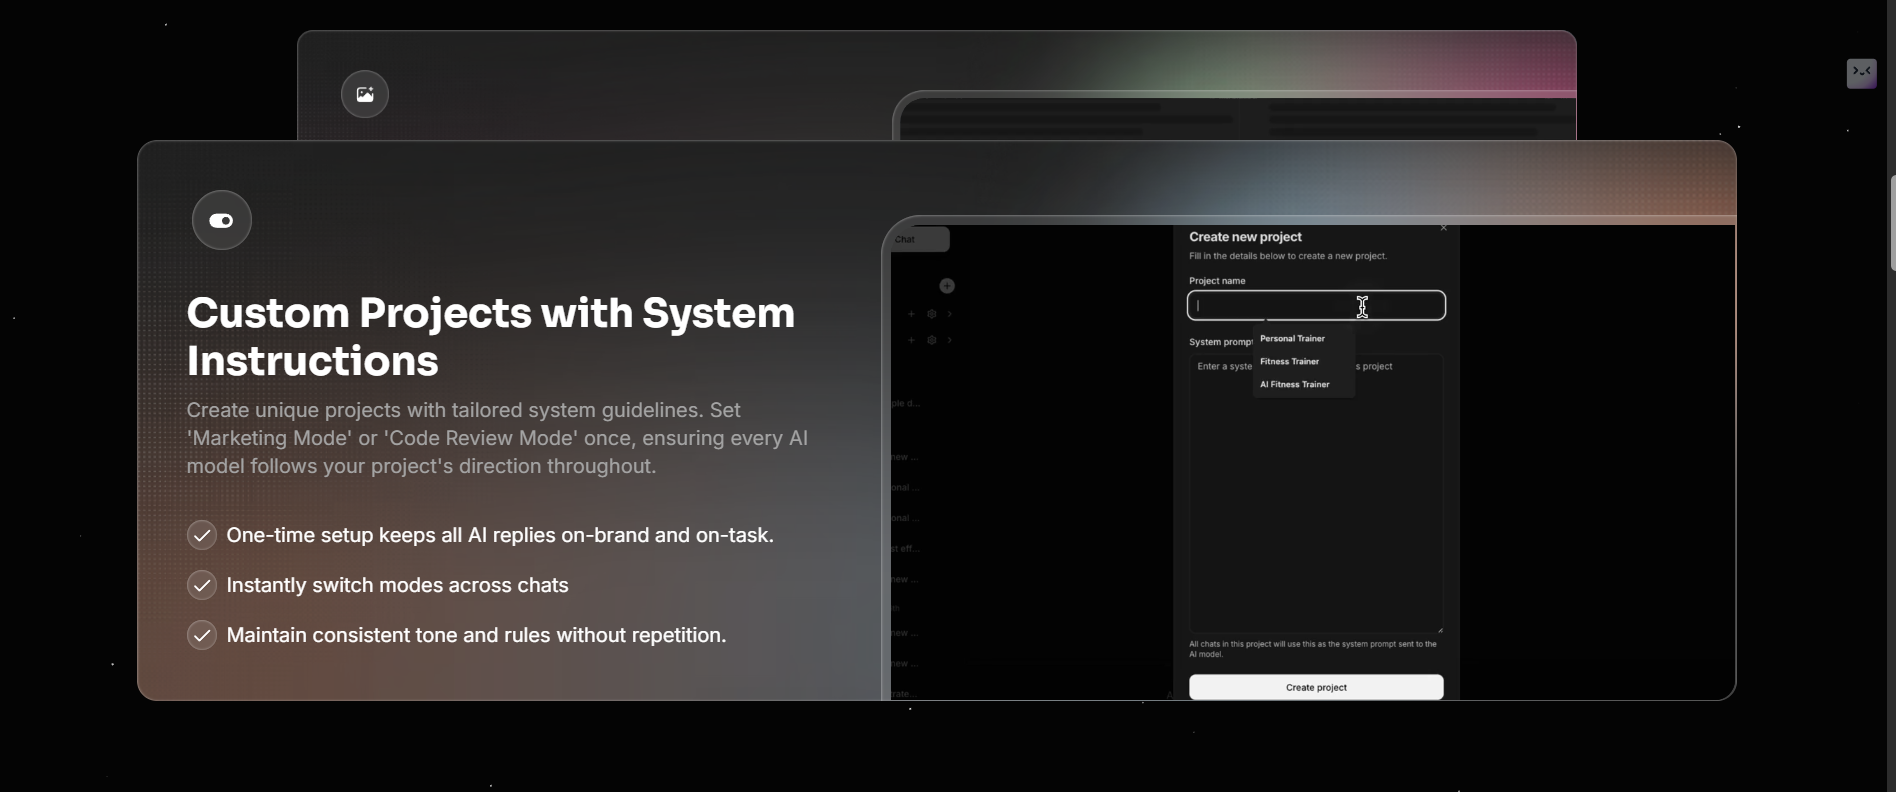 Custom Projects with System
Instructions
Create unique projects with tailored system guidelines. Set
'Marketing Mode' or 'Code Review Mode' once, ensuring every AI
model follows your project's direction throughout.
One-time setup keeps all AI replies on-brand and on-task.
Instantly switch modes across chats
Maintain consistent tone and rules without repetition.
Chat
ple d...
new ...
onal ...
onal ...
st eff...
new ...
new ...
new ...
rate...
Create new project
Fill in the details below to create a new project.
Project name
Personal Trainer
Fitness Trainer
AI Fitness Trainer
System prompt
Enter a syste
s project
All chats in this project will use this as the system prompt sent to the
AI model.
Create project